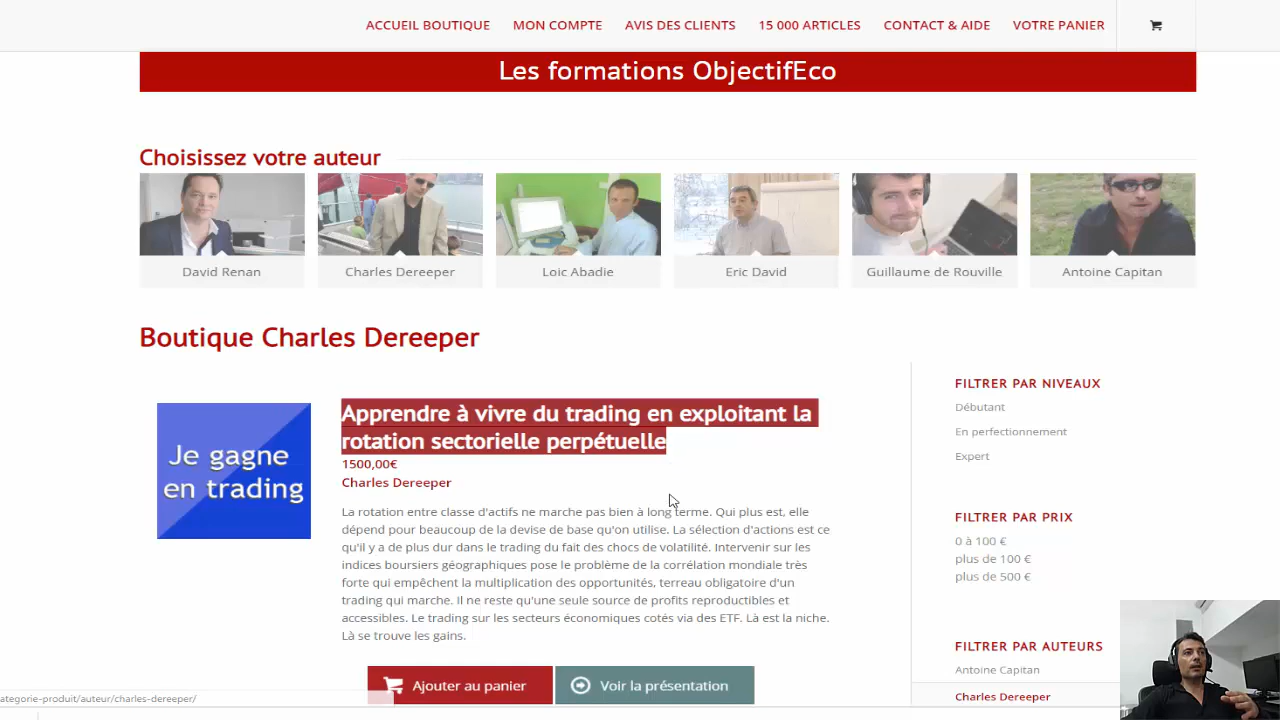 ACCUEIL BOUTIQUE MON COMPTE AVIS DES CLIENTS 15 000 ARTICLES CONTACT & AIDE VOTRE PANIER
Les formations ObjectifEco
Choisissez votre auteur
David Renan
Charles Dereeper
Loic Abadie
Eric David
Guillaume de Rouville
Antoine Capitan
Boutique Charles Dereeper
Je gagne
en trading
Apprendre à vivre du trading en exploitant la
rotation sectorielle perpétuelle
1500,00€
Charles Dereeper
La rotation entre classe d'actifs ne marche pas bien à long terme. Qui plus est, elle
dépend pour beaucoup de la devise de base qu'on utilise. La sélection d'actions est ce
qu'il y a de plus dur dans le trading du fait des chocs de volatilité. Intervenir sur les
indices boursiers géographiques pose le problème de la corrélation mondiale très
forte qui empêchent la multiplication des opportunités, terreau obligatoire d'un
trading qui marche. Il ne reste qu'une seule source de profits reproductibles et
accessibles. Le trading sur les secteurs économiques cotés via des ETF. Là est la niche.
Là se trouve les gains.
Ajouter au panier
Voir la présentation
FILTRER PAR NIVEAUX
Débutant
En perfectionnement
Expert
FILTRER PAR PRIX
0 à 100 €
plus de 100 €
plus de 500 €
FILTRER PAR AUTEURS
Antoine Capitan
Charles Dereeper
ategorie-produit/auteur/charles-dereeper/